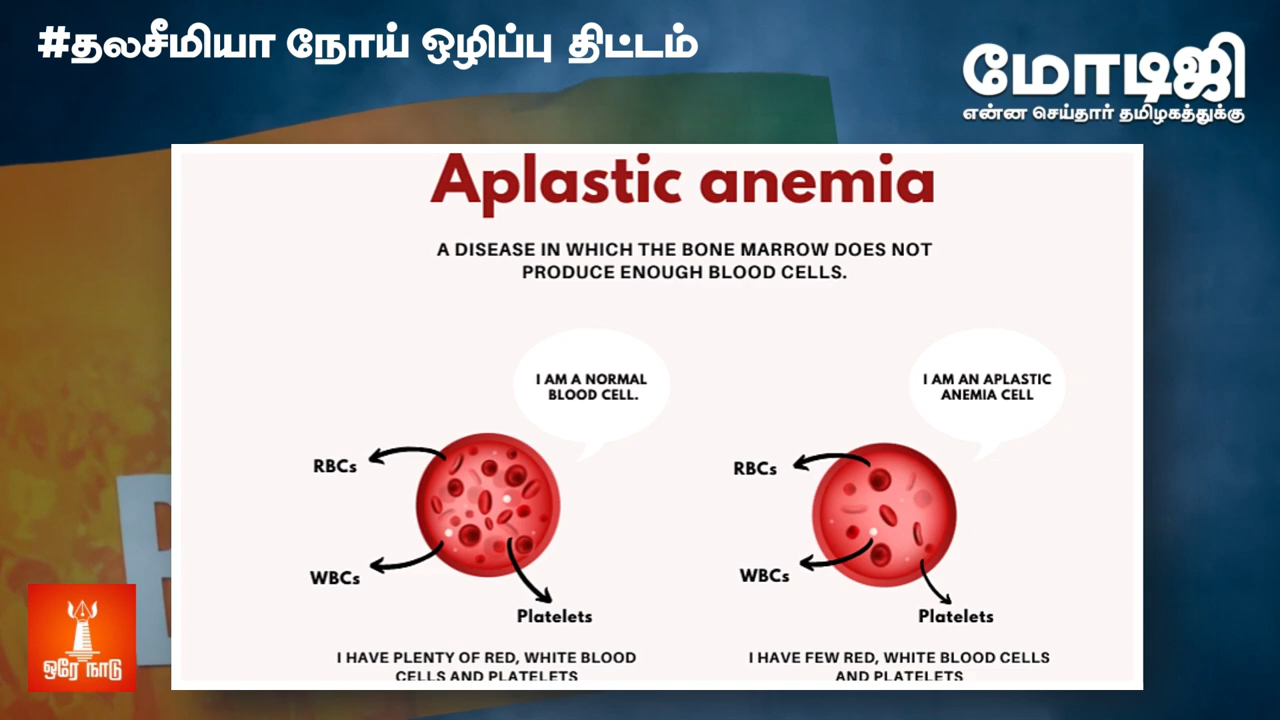 #தலசீமியா நோய் ஒழிப்பு திட்டம்
மோடிஜி
என்ன செய்தார் தமிழகத்துக்கு
Aplastic anemia
A DISEASE IN WHICH THE BONE MARROW DOES NOT
PRODUCE ENOUGH BLOOD CELLS.
I AM A NORMAL
BLOOD CELL.
RBCs
WBCs
Platelets
I HAVE PLENTY OF RED, WHITE BLOOD
CELLS AND PLATELETS
I AM AN APLASTIC
ANEMIA CELL
RBCs
WBCs
Platelets
I HAVE FEW RED, WHITE BLOOD CELLS
AND PLATELETS
ஒரே நாடு